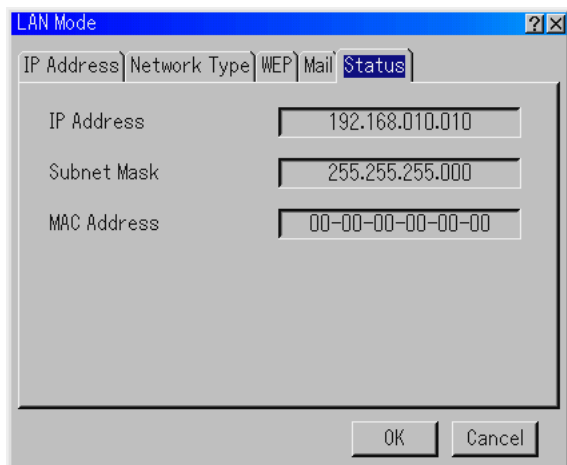 LAN Mode ? ×
IP Address Network Type WEP Mail Status
IP Address 192.168.010.010
Subnet Mask 255.255.255.000
MAC Address 00-00-00-00-00-00
OK Cancel